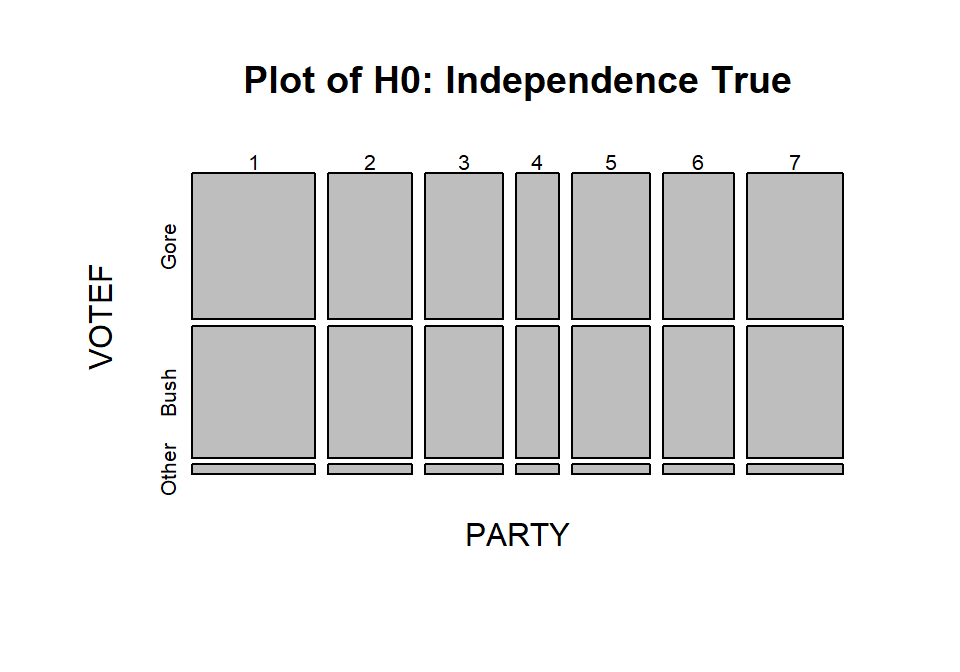 Plot of H0: Independence True
1 2 3 4 5 6 7
VOTEF
Gore
Bush
Other
PARTY